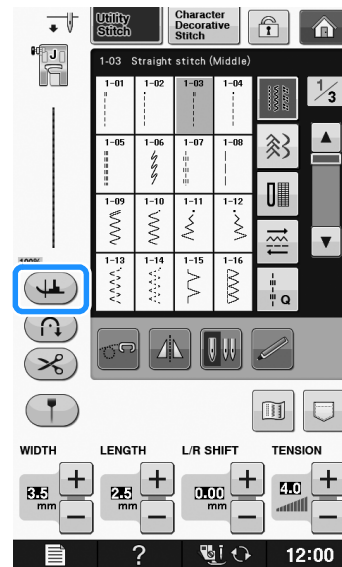 Utility
Stitch
Character
Decorative
Stitch
J
1-03 Straight stitch (Middle)
1-01 1-02 1-03 1-04
1/3
1-05 1-06 1-07 1-08
1-09 1-10 1-11 1-12
1-13 1-14 1-15 1-16
Q
100%
WIDTH LENGTH L/R SHIFT TENSION
3.5 mm 2.5 mm 0.00 mm 4.0
? 12:00